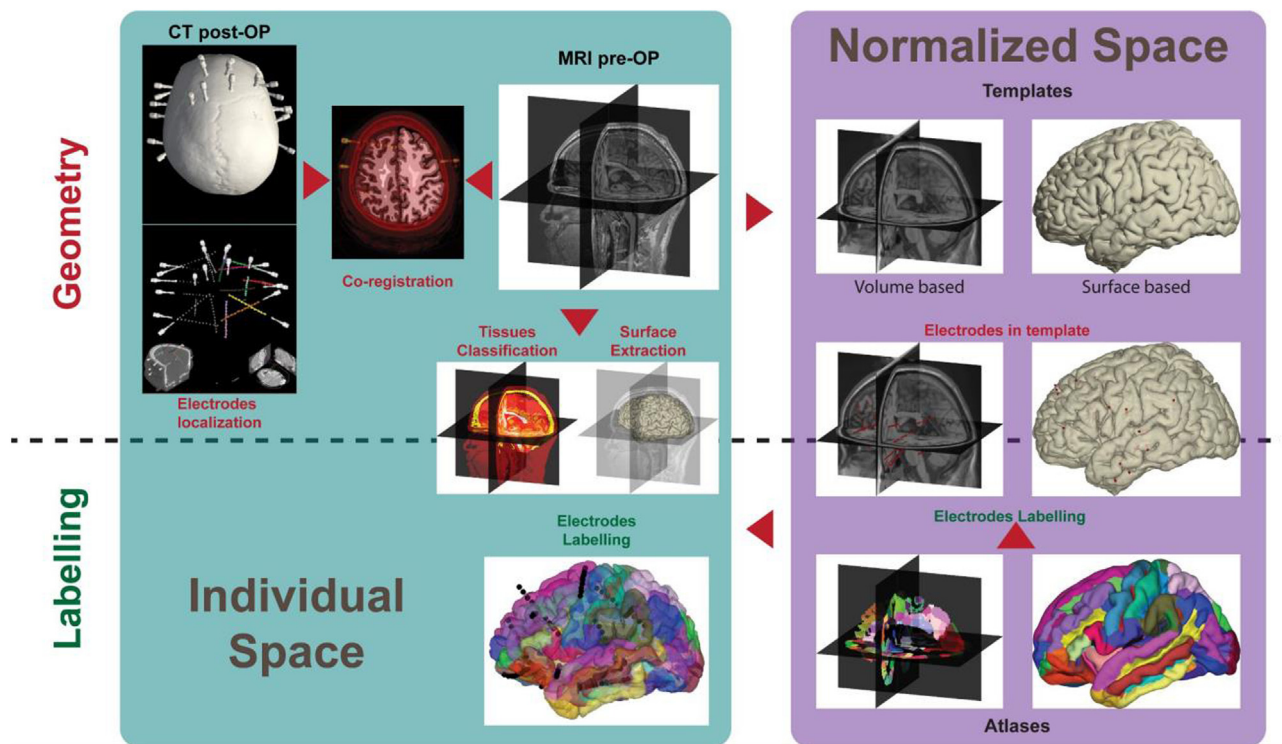 Geometry
Labelling
CT post-OP
MRI pre-OP
Co-registration
Electrodes
localization
Tissues
Classification
Surface
Extraction
Electrodes
Labelling
Individual
Space
Normalized Space
Templates
Volume based
Surface based
Electrodes in template
Electrodes Labelling
Atlases